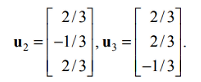 u₂ = [2/3, -1/3, 2/3], u₃ = [2/3, 2/3, -1/3].